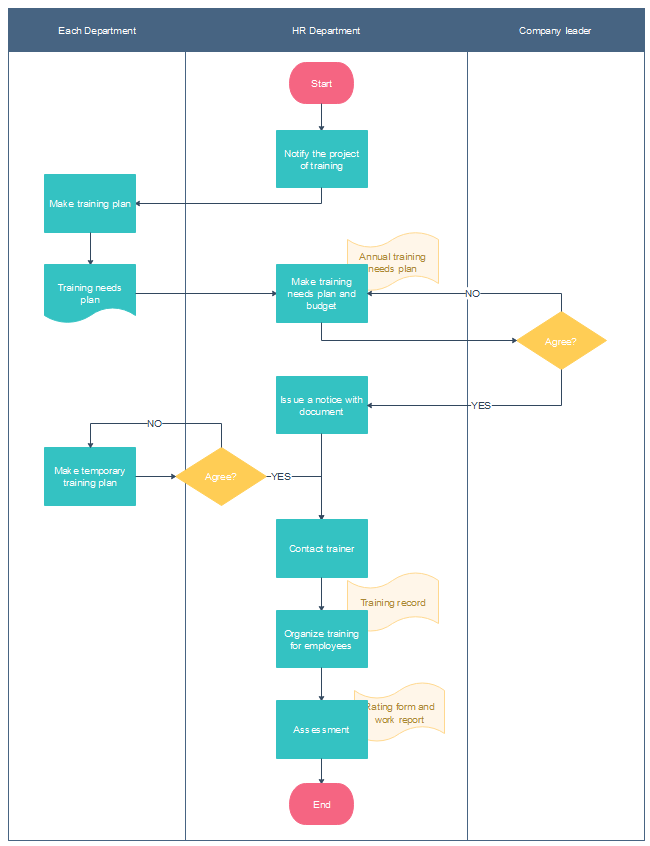 Each Department
HR Department
Company leader
Start
Notify the project
of training
Make training plan
Training needs
plan
Annual training
needs plan
Make training
needs plan and
budget
NO
Agree?
Issue a notice with
document
YES
NO
Make temporary
training plan
Agree?
YES
Contact trainer
Training record
Organize training
for employees
Rating form and
work report
Assessment
End